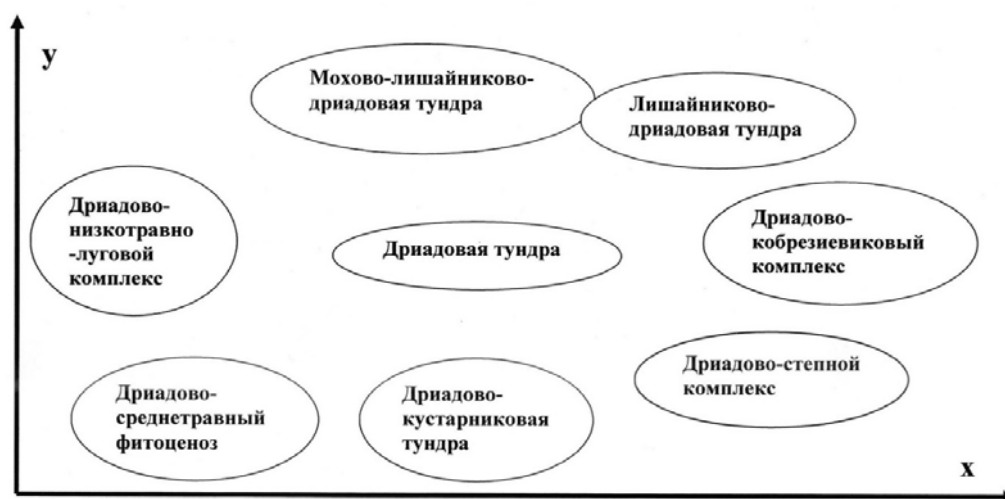 y
Мохово-лишайниково-
дриадовая тундра
Лишайниково-
дриадовая тундра
Дриадово-
низкотравно
-луговой
комплекс
Дриадовая тундра
Дриадово-
кобрезиевиковый
комплекс
Дриадово-
среднетравный
фитоценоз
Дриадово-
кустарниковая
тундра
Дриадово-степной
комплекс
x